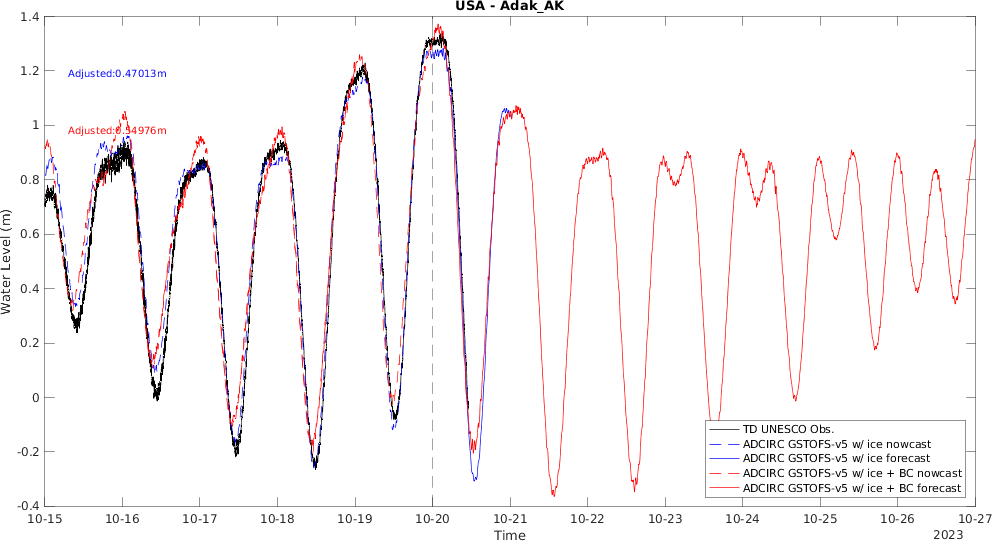 USA - Adak_AK
1.4
1.2
1
0.8
0.6
0.4
0.2
0
-0.2
-0.4
Water Level (m)
Adjusted:0.47013m
Adjusted:0.54976m
TD UNESCO Obs.
ADCIRC GSTOFS-v5 w/ ice nowcast
ADCIRC GSTOFS-v5 w/ ice forecast
ADCIRC GSTOFS-v5 w/ ice + BC nowcast
ADCIRC GSTOFS-v5 w/ ice + BC forecast
10-15 10-16 10-17 10-18 10-19 10-20 10-21 10-22 10-23 10-24 10-25 10-26 10-27
Time
2023